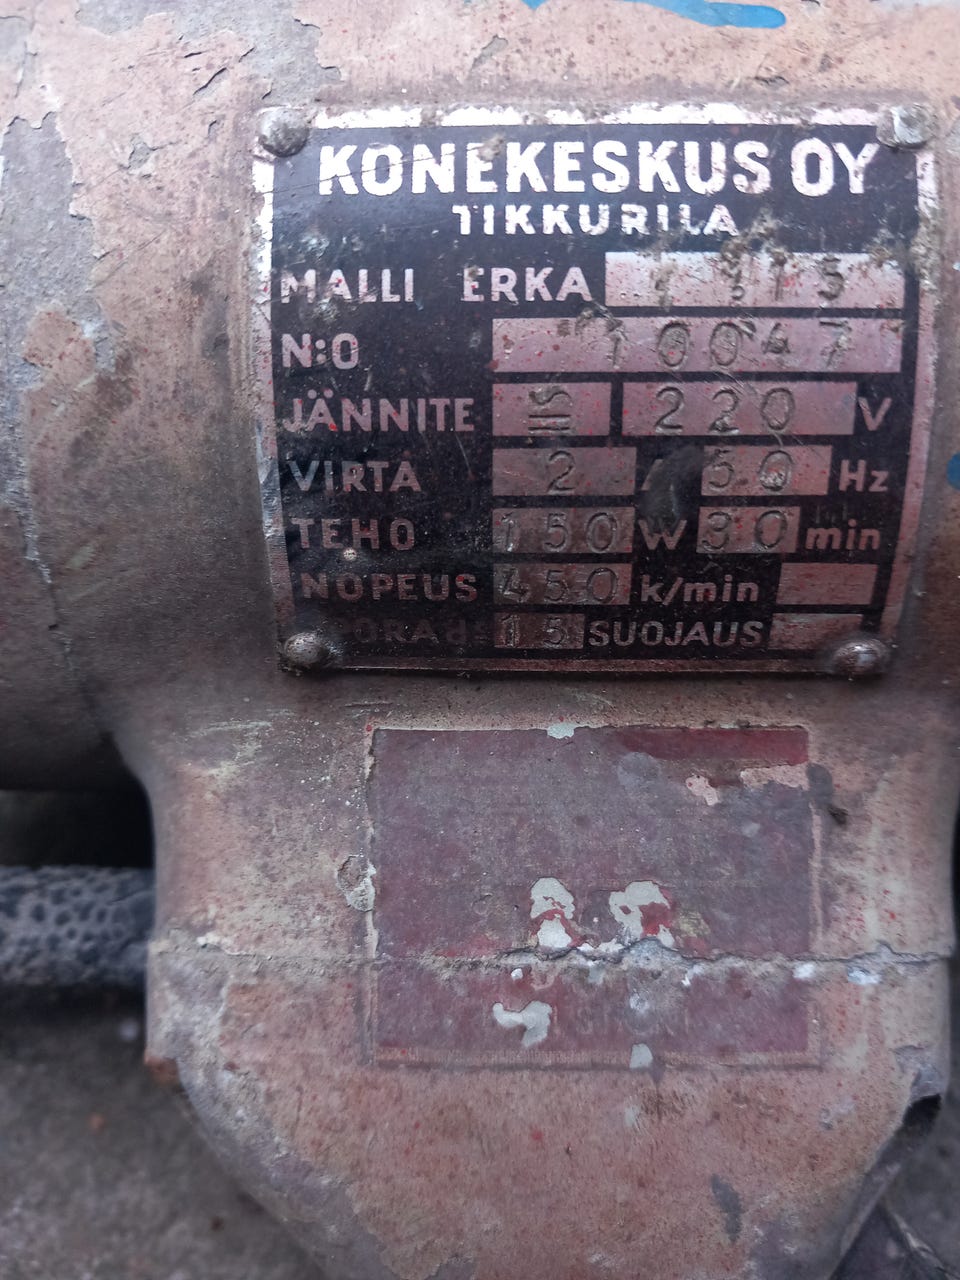 KONEKESKUS OY
TIKKURILA
MALLI ERKA
N:O 10047
JÄNNITE ≅ 220 V
VIRTA 2 A 50 Hz
TEHO 150 W 30 min
NOPEUS 450 k/min
PORA d= 15 SUOJAUS